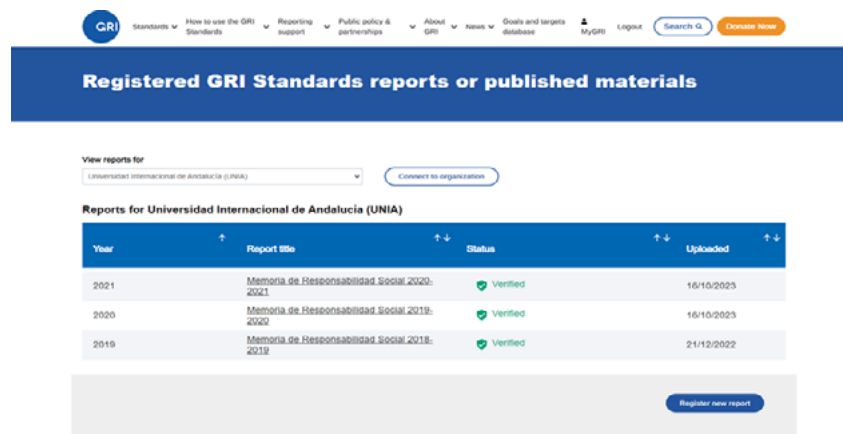 GRI
Standards
How to use the GRI Standards
Reporting support
Public policy & partnerships
About GRI
News
Goals and targets database
MyGRI
Logout
Search
Donate Now
Registered GRI Standards reports or published materials
View reports for
Universidad Internacional de Andalucía (UNIA)
Connect to organization
Reports for Universidad Internacional de Andalucía (UNIA)
Year Report title Status Uploaded
2021 Memoria de Responsabilidad Social 2020-
2021 Verified 16/10/2023
2020 Memoria de Responsabilidad Social 2019-
2020 Verified 16/10/2023
2019 Memoria de Responsabilidad Social 2018-
2019 Verified 21/12/2022
Register new report